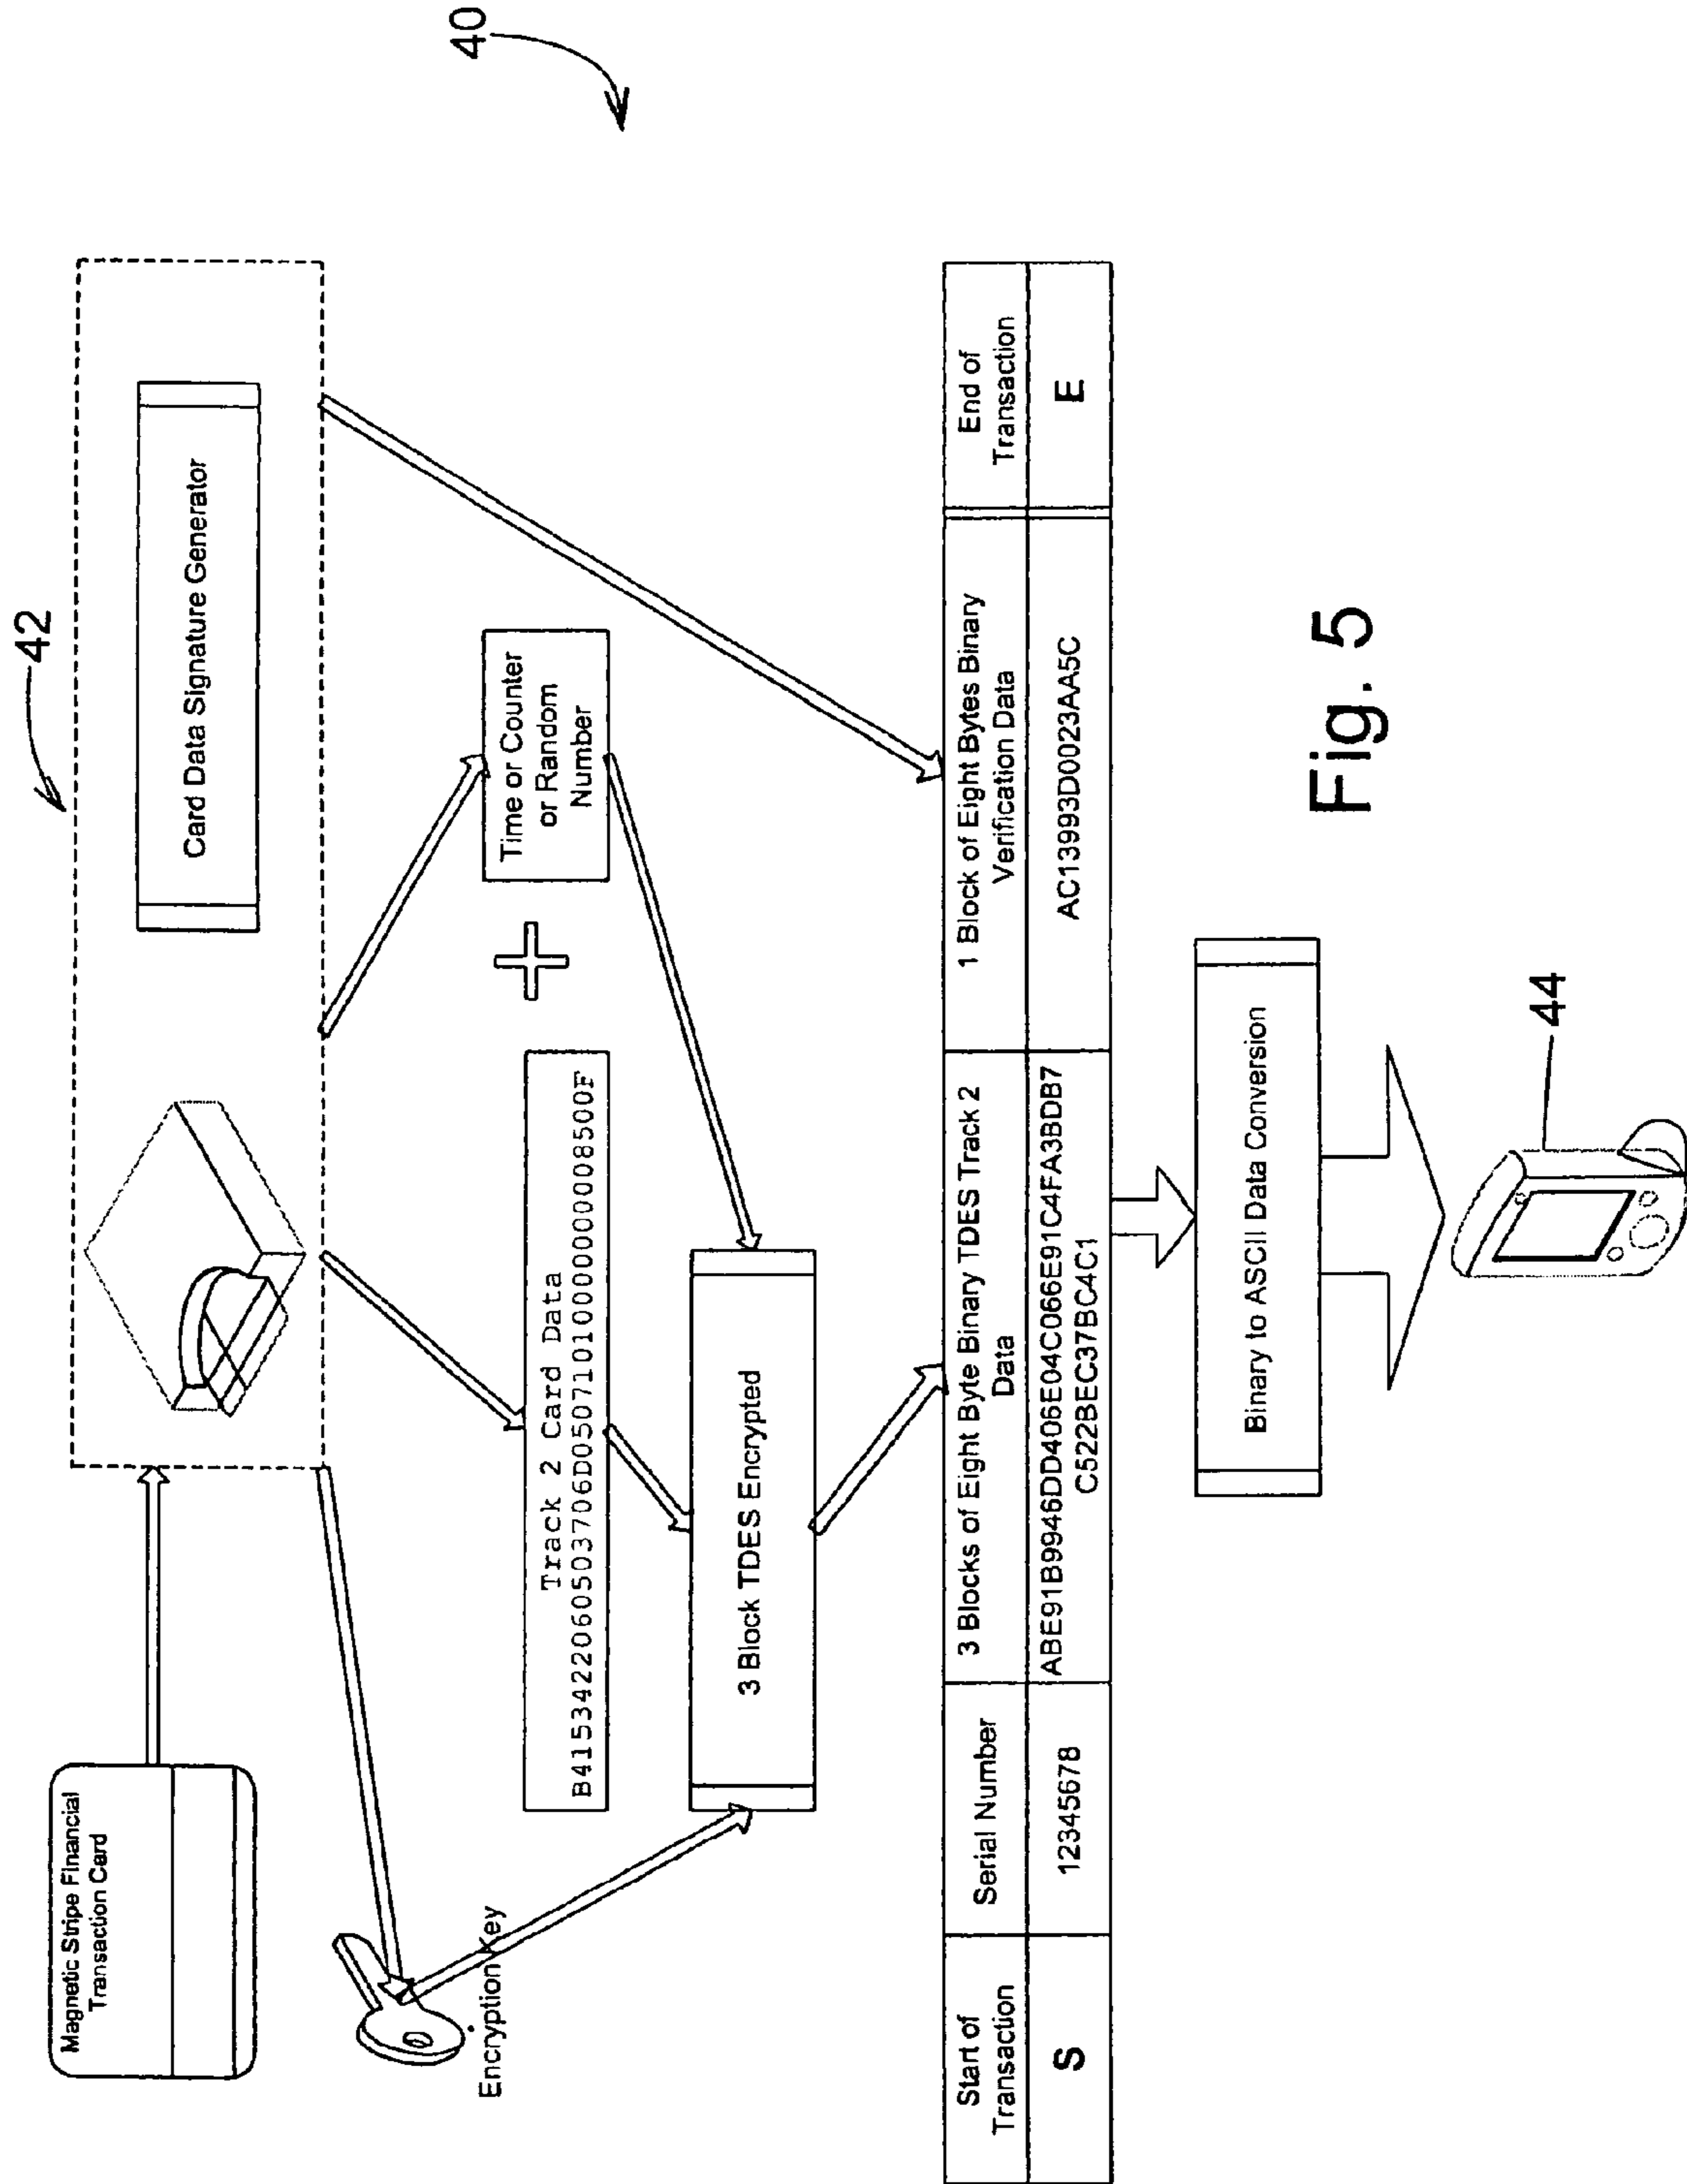 42
40
Magnetic Stripe Financial
Transaction Card
Card Data Signature Generator
Encryption Key
Track 2 Card Data
B4153422060503706D05071010000000008500F
Time or Counter
or Random
Number
3 Block TDES Encrypted
Start of
Transaction
Serial Number
3 Blocks of Eight Byte Binary TDES Track 2
Data
1 Block of Eight Bytes Binary
Verification Data
End of
Transaction
S
12345678
ABE91B9946DD406E04C066E91C4FA3BDB7
C522BEC37BC4C1
AC13993D0023AA5C
E
Binary to ASCII Data Conversion
44
Fig. 5